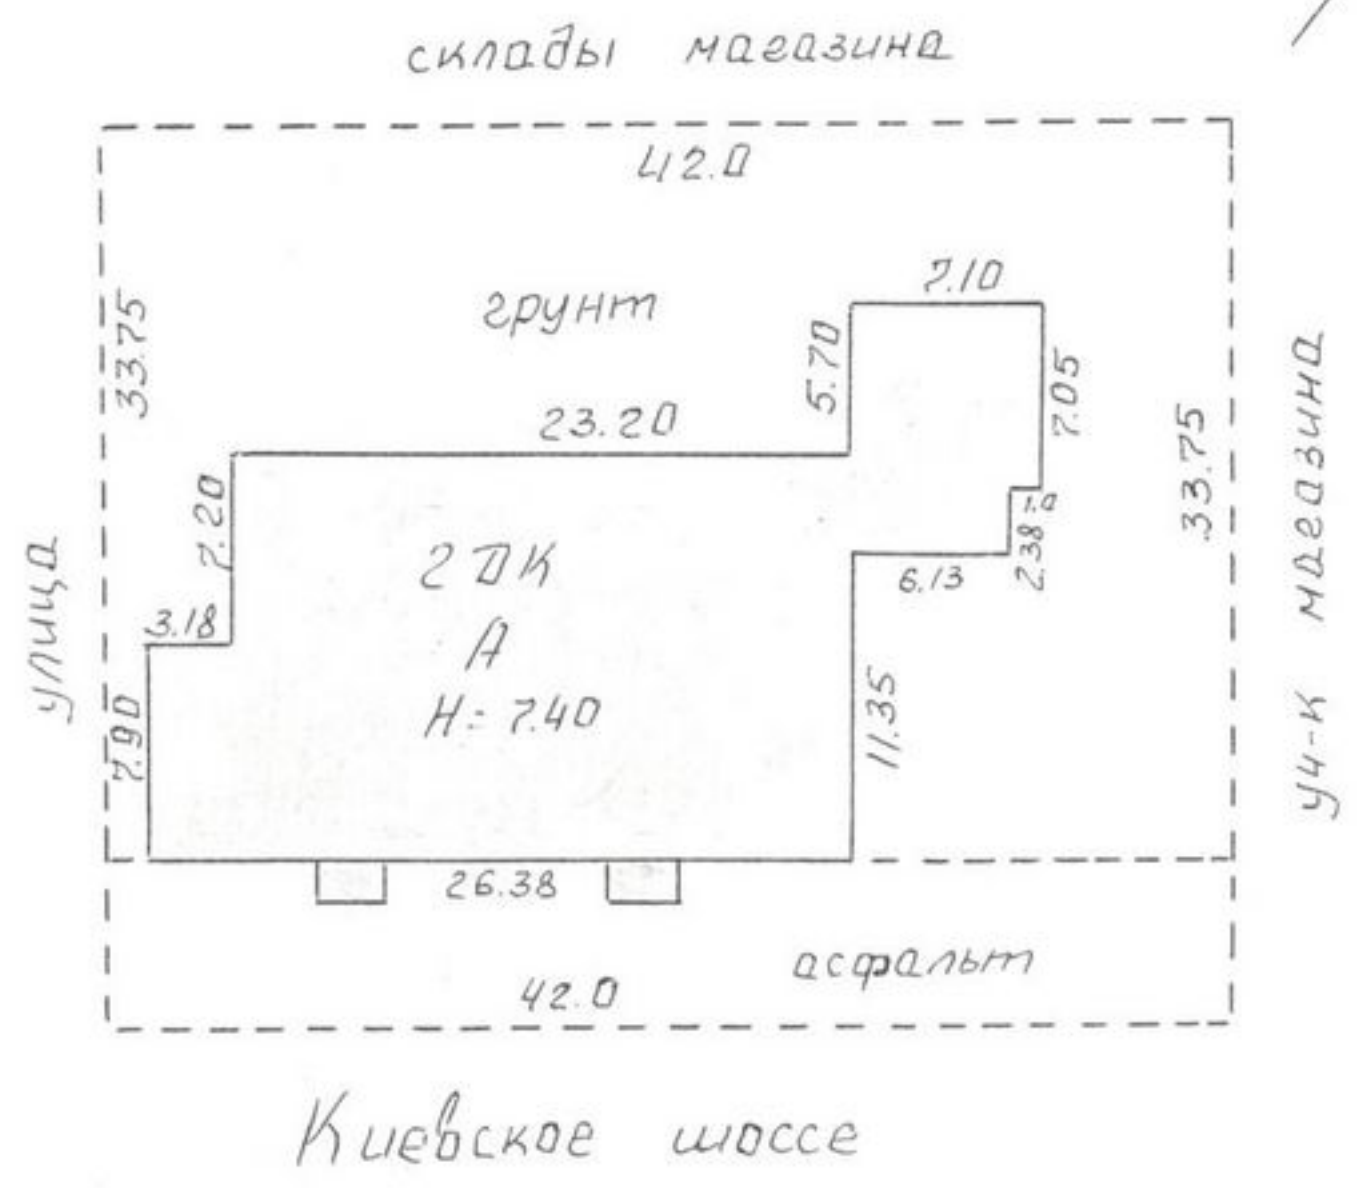 склады магазина
42.0
7.10
грунт
33.75
5.70
7.05
23.20
33.75
7.20
1.0
2.38
2 DK
6.13
улица
3.18
А
уч-к магазина
H= 7.40
7.90
11.35
26.38
асфальт
42.0
Киевское шоссе